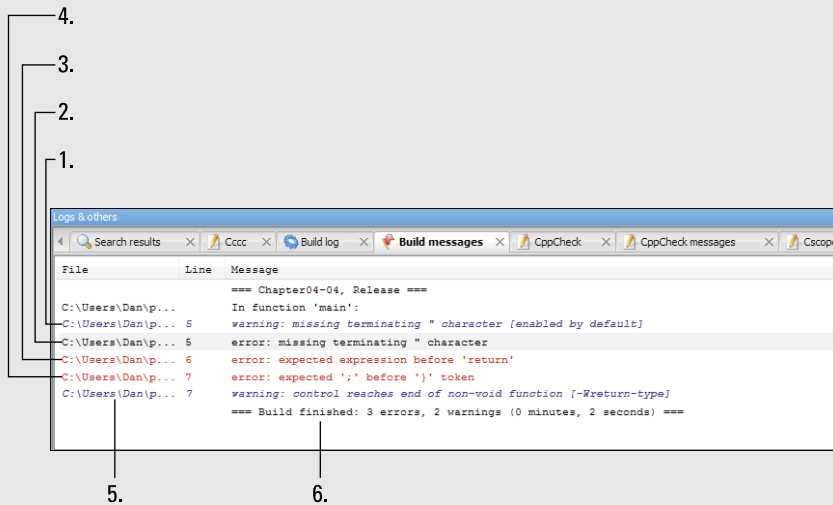 4.
3.
2.
1.
Logs & others
Search results Cccc Build log Build messages CppCheck CppCheck messages Cscope
File Line Message
=== Chapter04-04, Release ===
C:\Users\Dan\p... In function 'main':
C:\Users\Dan\p... 5 warning: missing terminating " character [enabled by default]
C:\Users\Dan\p... 5 error: missing terminating " character
C:\Users\Dan\p... 6 error: expected expression before 'return'
C:\Users\Dan\p... 7 error: expected ';' before '}' token
C:\Users\Dan\p... 7 warning: control reaches end of non-void function [-Wreturn-type]
=== Build finished: 3 errors, 2 warnings (0 minutes, 2 seconds) ===
5. 6.